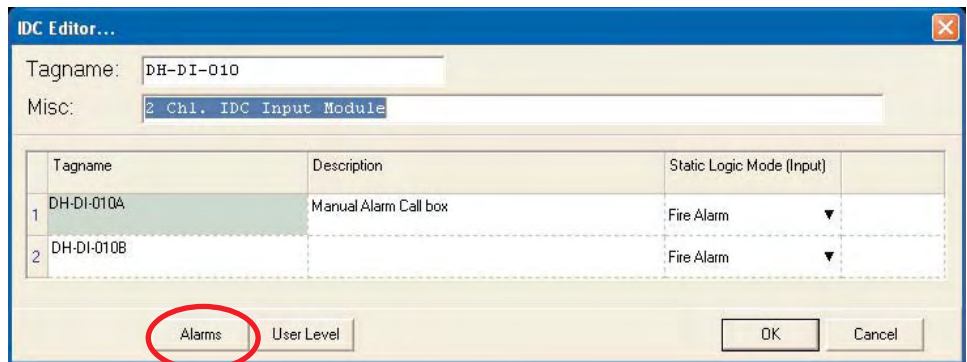 IDC Editor...
Tagname: DH-DI-010
Misc: 2 Chl. IDC Input Module
Tagname Description Static Logic Mode (Input)
1 DH-DI-010A Manual Alarm Call box Fire Alarm
2 DH-DI-010B Fire Alarm
Alarms User Level OK Cancel